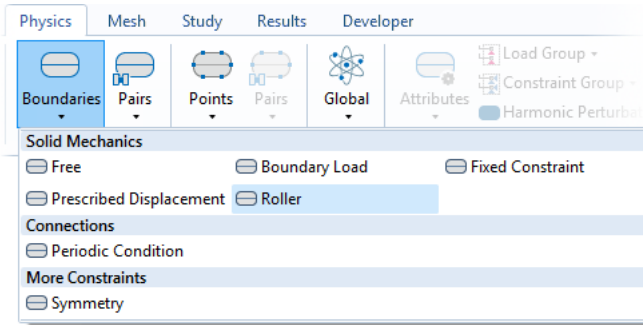 Physics Mesh Study Results Developer
Load Group
Constraint Group
Boundaries Pairs Points Pairs Global Attributes
Harmonic
Solid Mechanics
Free Boundary Load Fixed Constraint
Prescribed Displacement Roller
Connections
Periodic Condition
More Constraints
Symmetry